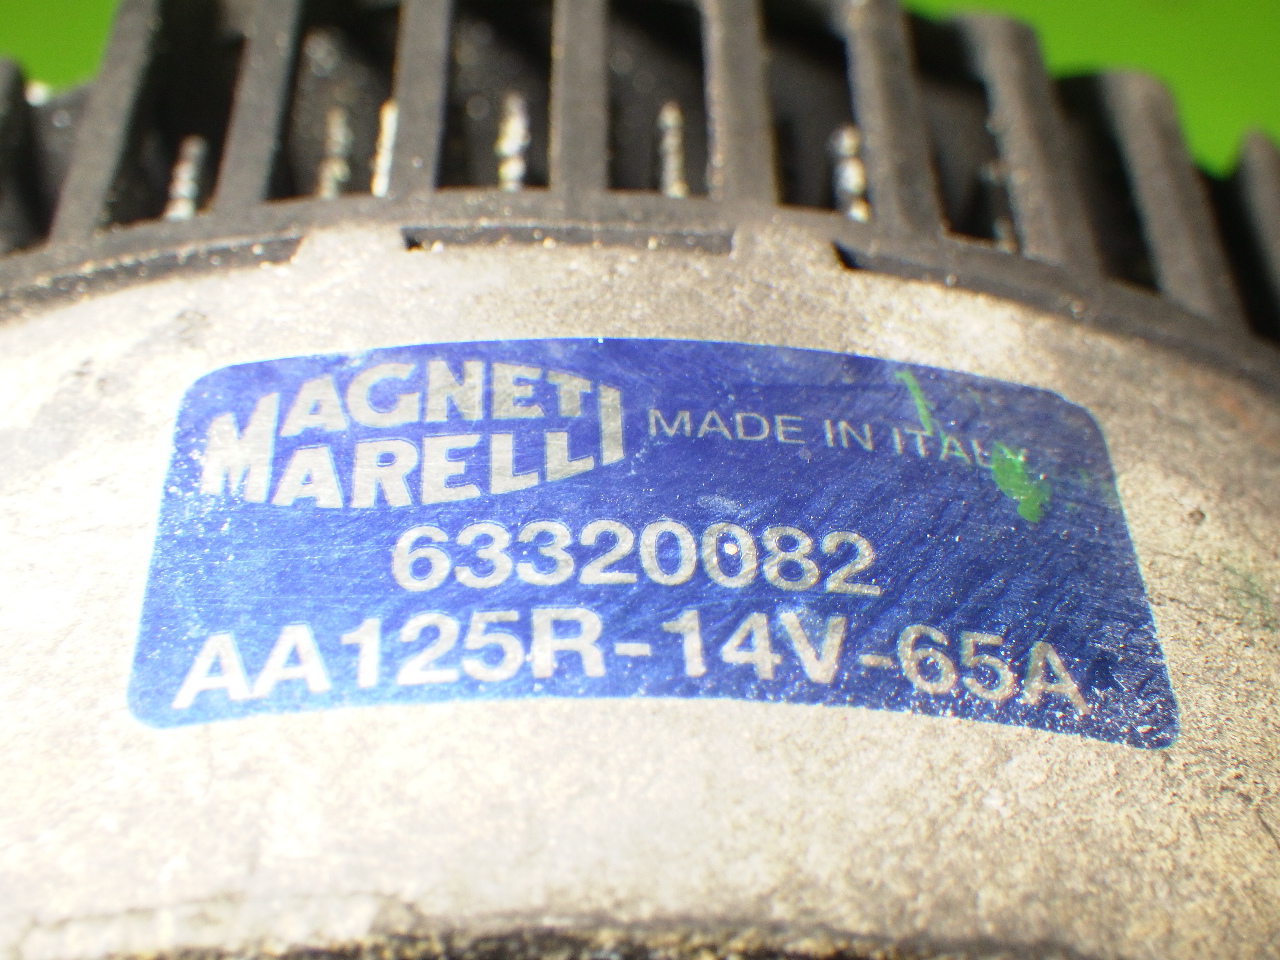 MAGNETI
MARELLI
MADE IN ITALY
63320082
AA125R-14V-65A